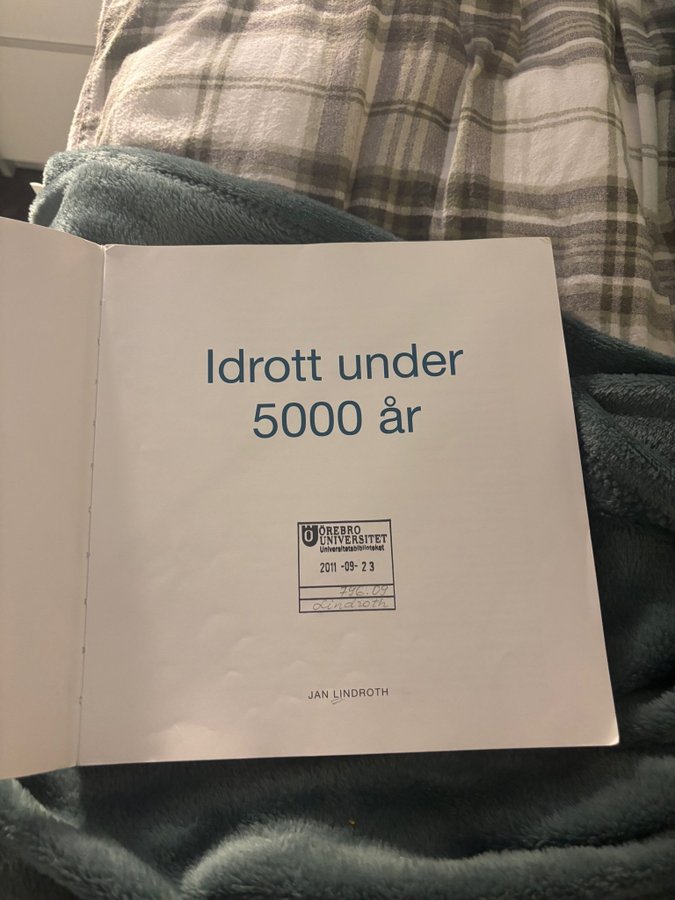 Idrott under
5000 år
Ö ÖREBRO
UNIVERSITET
Universitetsbiblioteket
2011 -09- 23
796.09
Lindroth
JAN LINDROTH